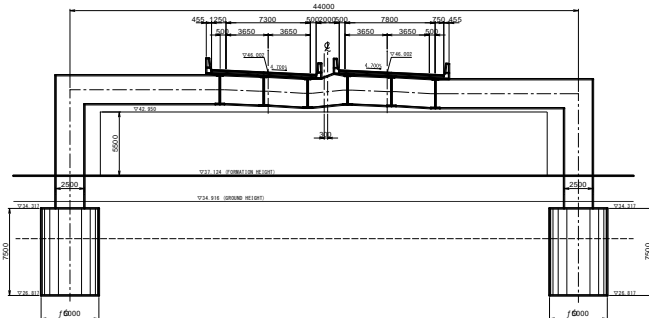 44000
455 1250 7300 500 2000 500 7800 750 455
500 3650 3650 3650 3650 500
▽46.002 ▽46.002
▽42.950
300
5500
▽37.124 (FORMATION HEIGHT)
2500 2500
▽34.916 (GROUND HEIGHT)
▽34.317 ▽34.317
7500 7500
▽26.817 ▽26.817